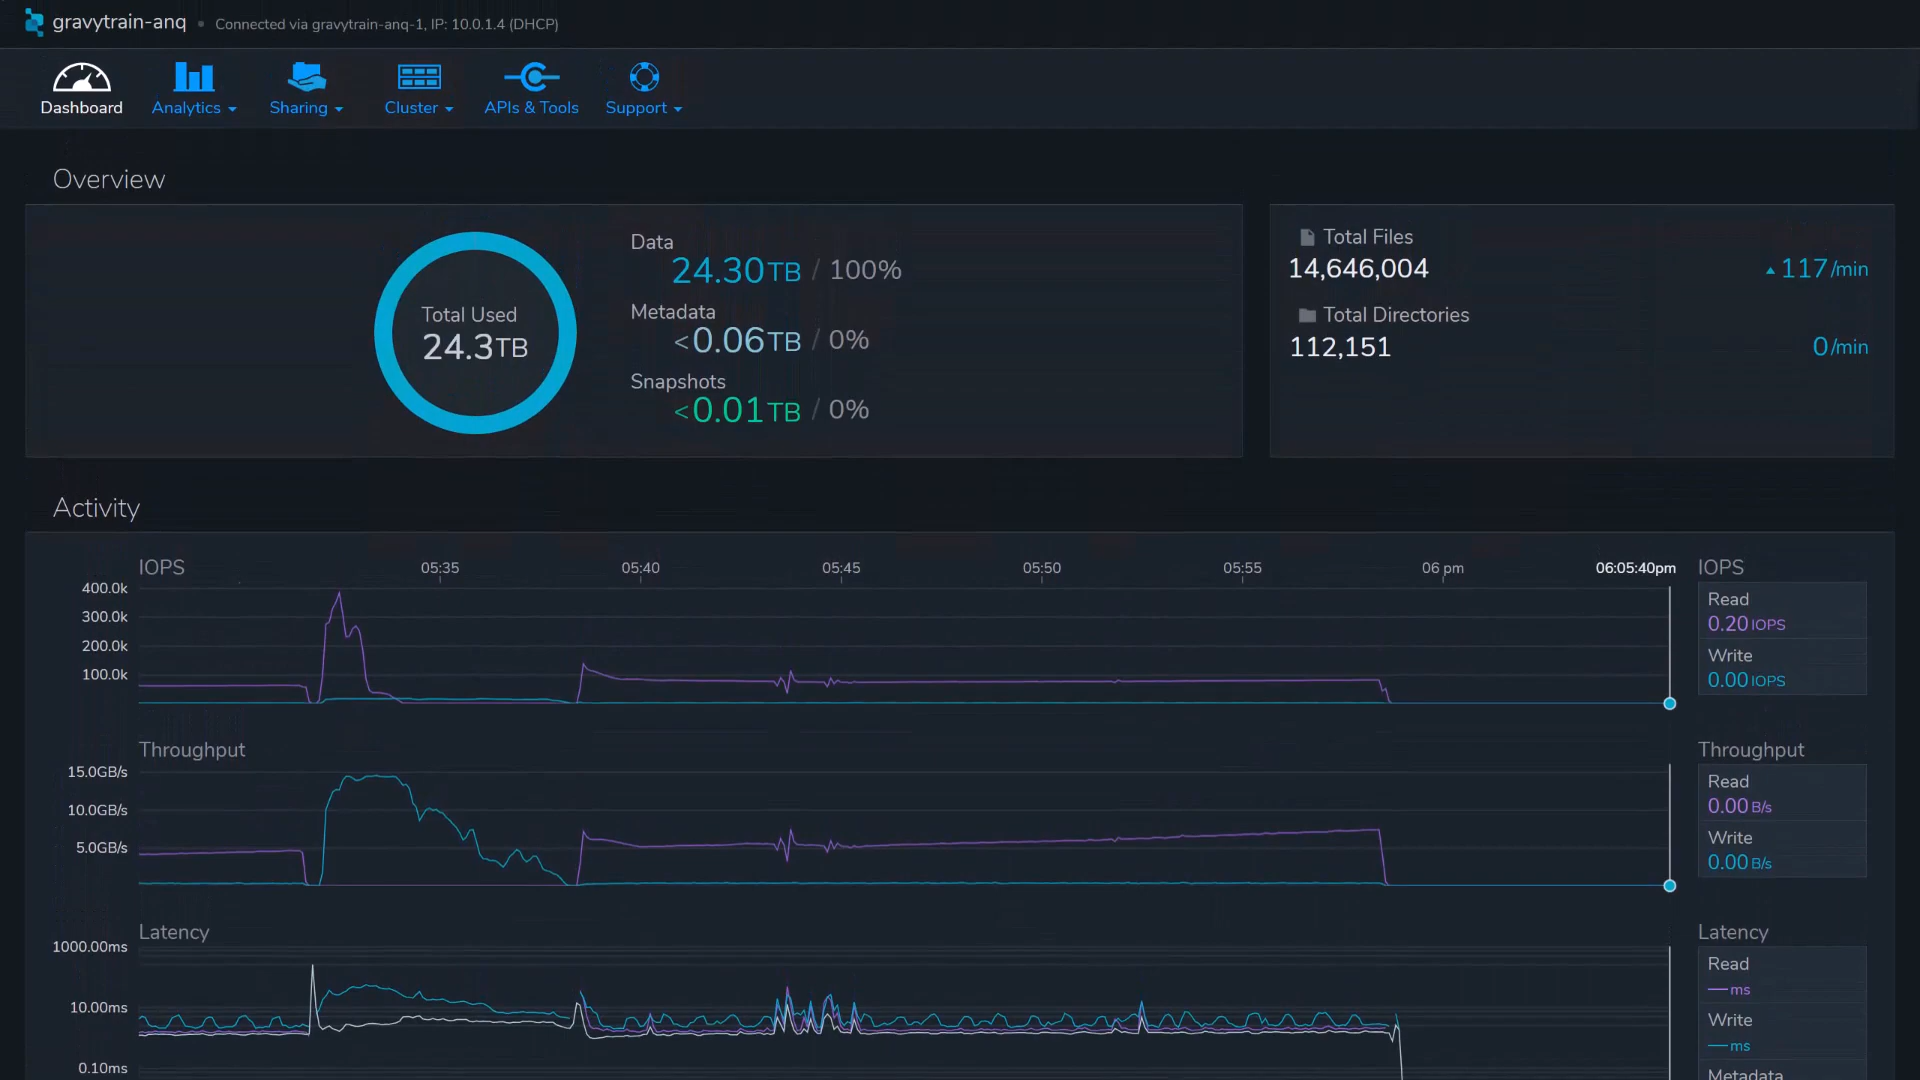 gravytrain-anq • Connected via gravytrain-anq-1, IP: 10.0.1.4 (DHCP)
Dashboard Analytics Sharing Cluster APIs & Tools Support
Overview
Total Used
24.3TB
Data
24.30TB / 100%
Metadata
<0.06TB / 0%
Snapshots
<0.01TB / 0%
Total Files
14,646,004 ▲117/min
Total Directories
112,151 0/min
Activity
IOPS 05:35 05:40 05:45 05:50 05:55 06 pm 06:05:40pm
400.0k
300.0k
200.0k
100.0k
IOPS
Read
0.20 IOPS
Write
0.00 IOPS
Throughput
15.0GB/s
10.0GB/s
5.0GB/s
Throughput
Read
0.00 B/s
Write
0.00 B/s
Latency
1000.00ms
10.00ms
0.10ms
Latency
Read
—ms
Write
—ms
Metadata